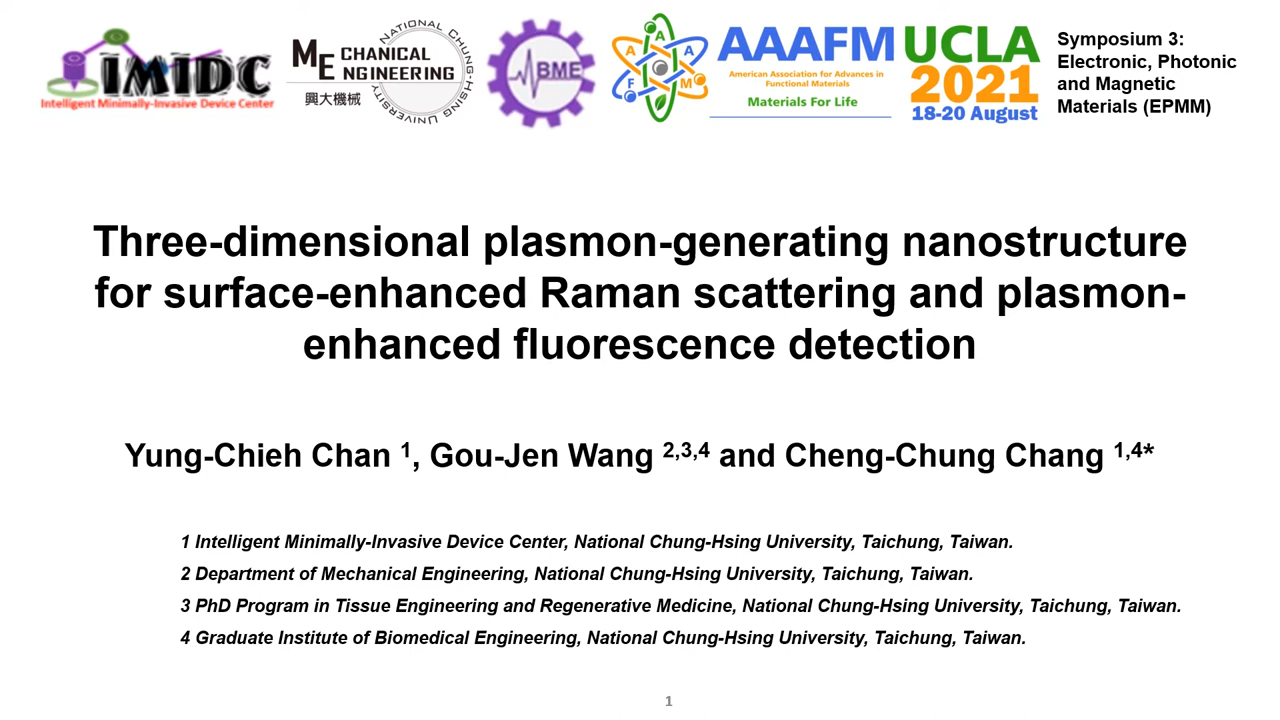 IMIDC
Intelligent Minimally-Invasive Device Center
MECHANICAL
ENGINEERING
興大機械
NATIONAL CHUNG-HSING UNIVERSITY
BME
A A F M
AAAFM
American Association for Advances in
Functional Materials
Materials For Life
UCLA
2021
18-20 August
Symposium 3:
Electronic, Photonic
and Magnetic
Materials (EPMM)
Three-dimensional plasmon-generating nanostructure
for surface-enhanced Raman scattering and plasmon-
enhanced fluorescence detection
Yung-Chieh Chan 1, Gou-Jen Wang 2,3,4 and Cheng-Chung Chang 1,4*
1 Intelligent Minimally-Invasive Device Center, National Chung-Hsing University, Taichung, Taiwan.
2 Department of Mechanical Engineering, National Chung-Hsing University, Taichung, Taiwan.
3 PhD Program in Tissue Engineering and Regenerative Medicine, National Chung-Hsing University, Taichung, Taiwan.
4 Graduate Institute of Biomedical Engineering, National Chung-Hsing University, Taichung, Taiwan.
1